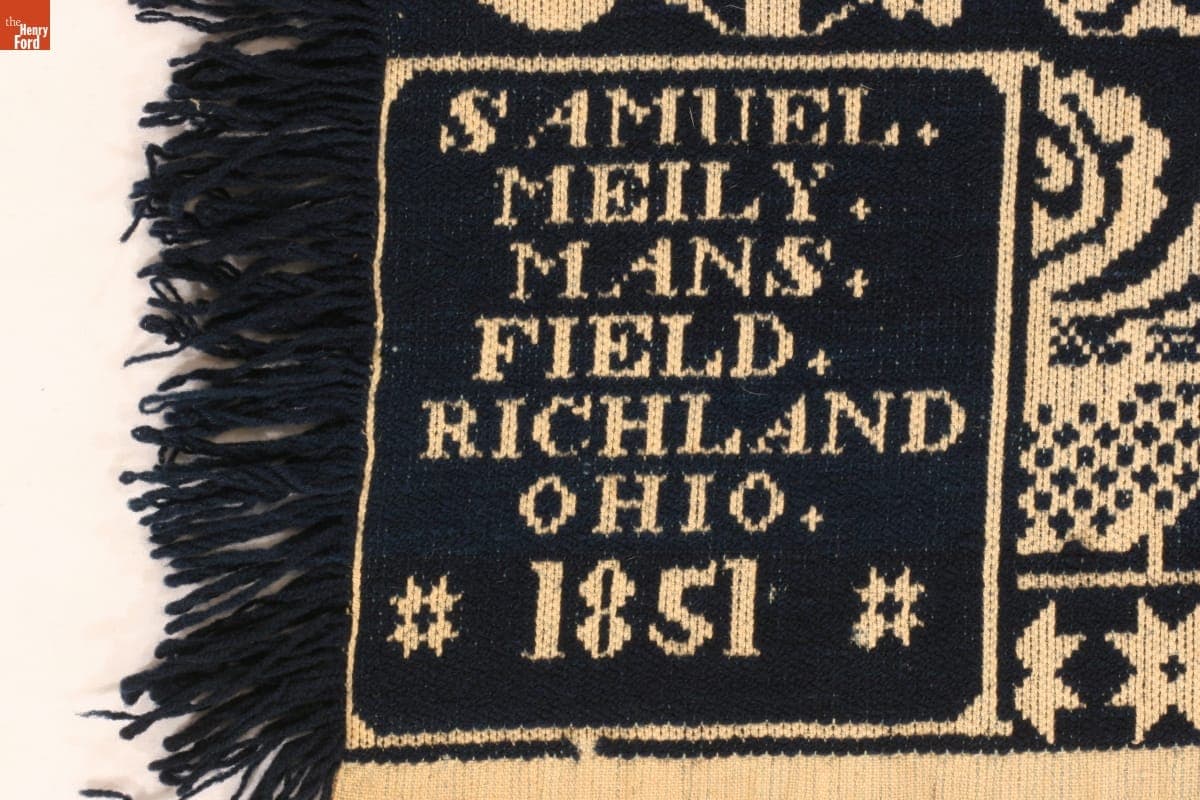 the
Henry
Ford
SAMUEL.
MEILY.
MANS.
FIELD.
RICHLAND
OHIO.
1851